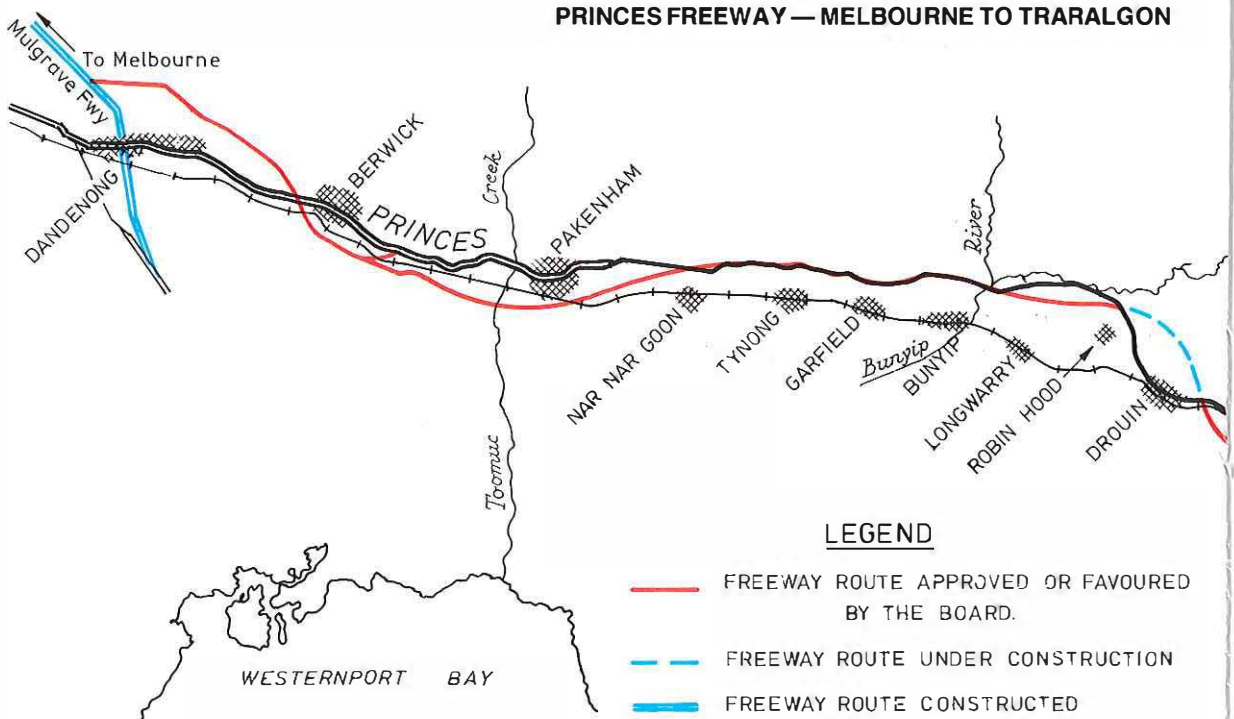 PRINCES FREEWAY — MELBOURNE TO TRARALGON
To Melbourne
Mulgrave Fwy
DANDENONG
BERWICK
PRINCES
Creek
PAKENHAM
River
NAR NAR GOON
TYNONG
GARFIELD
Bunyip
BUNYIP
LONGWARRY
ROBIN HOOD
DROUIN
Toomuc
WESTERNPORT BAY
LEGEND
FREEWAY ROUTE APPROVED OR FAVOURED
BY THE BOARD.
FREEWAY ROUTE UNDER CONSTRUCTION
FREEWAY ROUTE CONSTRUCTED